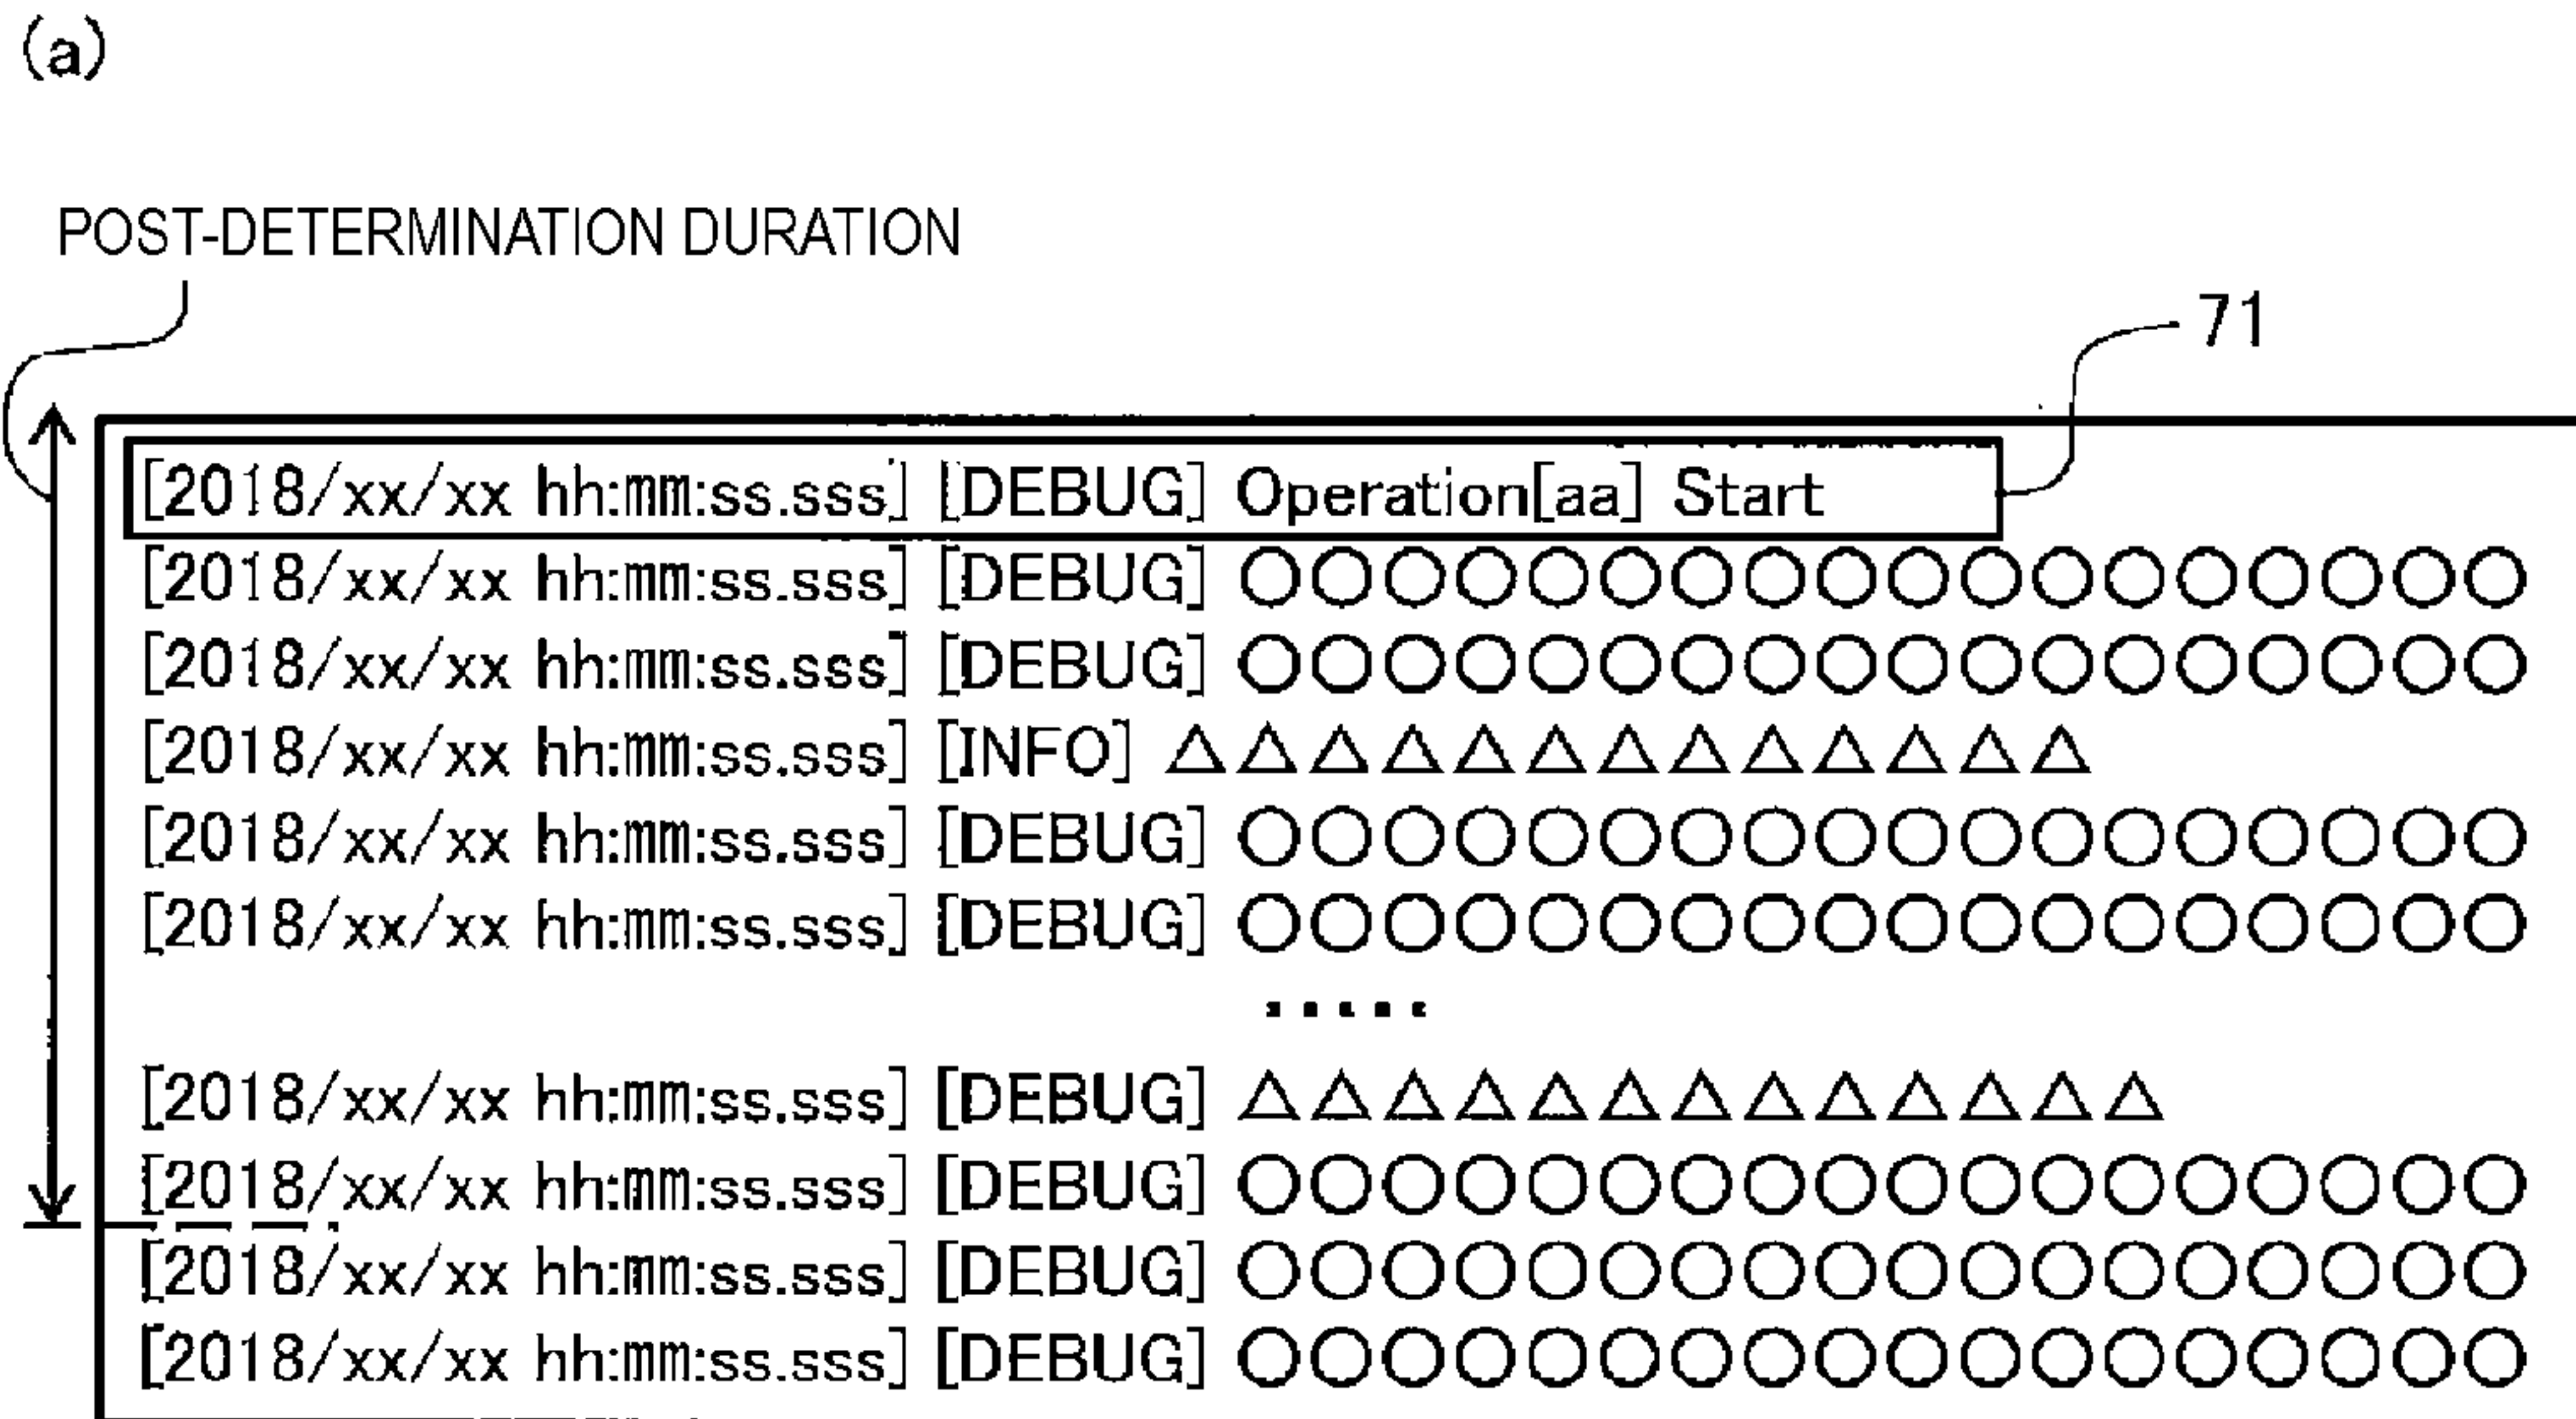 (a)
POST-DETERMINATION DURATION
71
[2018/xx/xx hh:mm:ss.sss] [DEBUG] Operation[aa] Start
[2018/xx/xx hh:mm:ss.sss] [DEBUG] ○○○○○○○○○○○○○○○○○○
[2018/xx/xx hh:mm:ss.sss] [DEBUG] ○○○○○○○○○○○○○○○○○○
[2018/xx/xx hh:mm:ss.sss] [INFO] △△△△△△△△△△△△△
[2018/xx/xx hh:mm:ss.sss] [DEBUG] ○○○○○○○○○○○○○○○○○○
[2018/xx/xx hh:mm:ss.sss] [DEBUG] ○○○○○○○○○○○○○○○○○○
.....
[2018/xx/xx hh:mm:ss.sss] [DEBUG] △△△△△△△△△△△△△
[2018/xx/xx hh:mm:ss.sss] [DEBUG] ○○○○○○○○○○○○○○○○○○
[2018/xx/xx hh:mm:ss.sss] [DEBUG] ○○○○○○○○○○○○○○○○○○
[2018/xx/xx hh:mm:ss.sss] [DEBUG] ○○○○○○○○○○○○○○○○○○